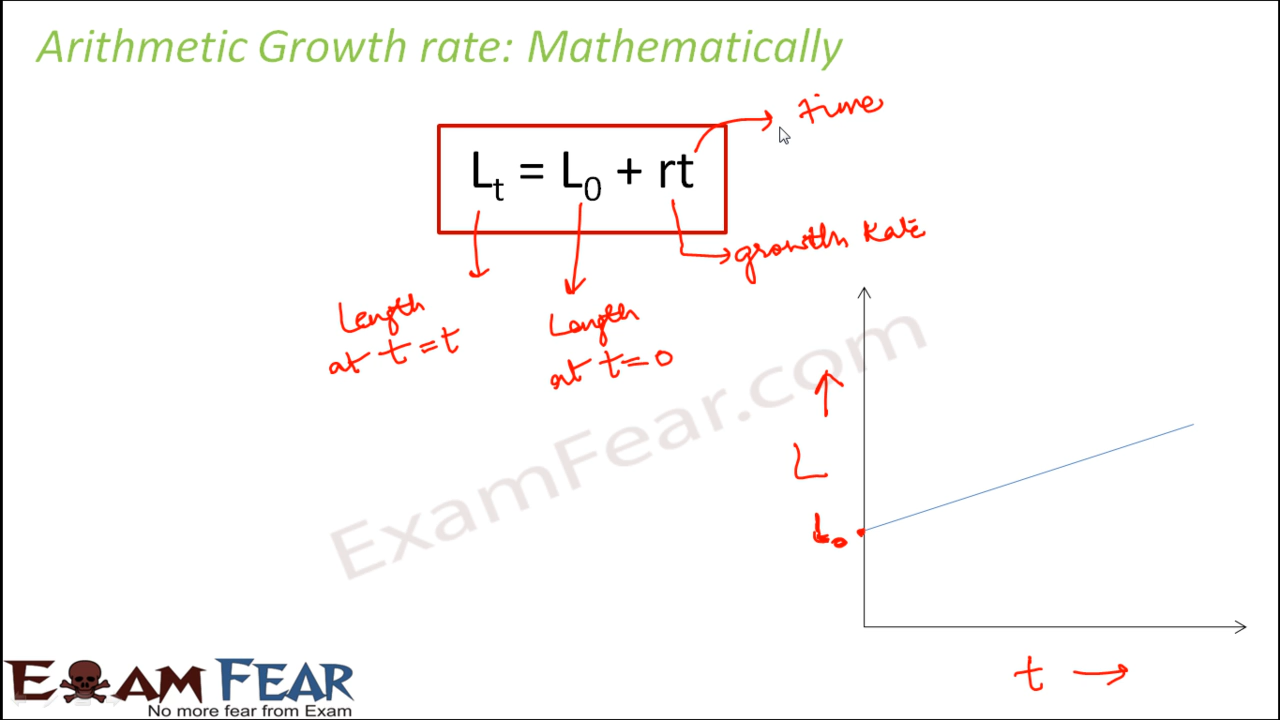 Arithmetic Growth rate: Mathematically
time
Lt = L0 + rt
growth rate
Length
at t = t
Length
at t = 0
ExamFear.com
L
L0
t
EXAM FEAR
No more fear from Exam